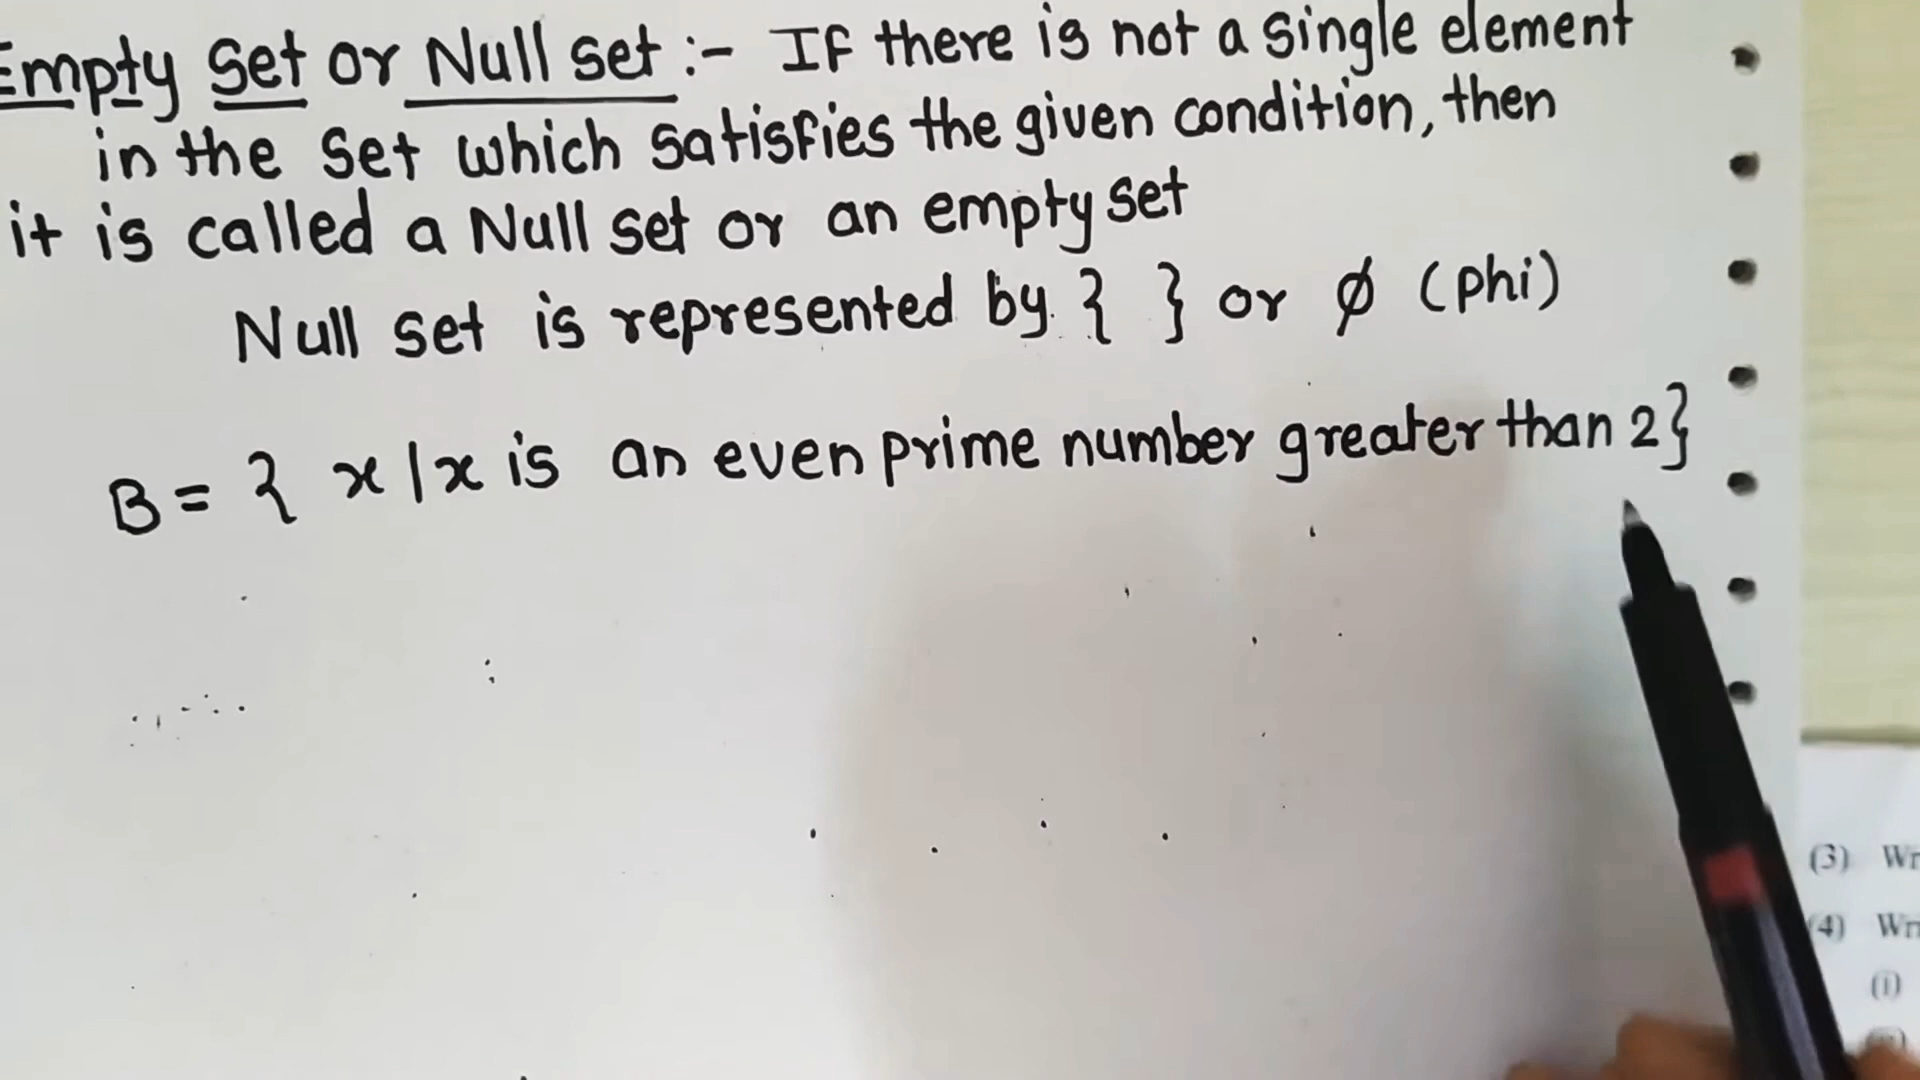 Empty Set or Null set :- If there is not a single element
in the set which satisfies the given condition, then
it is called a Null set or an empty set
Null set is represented by { } or ∅ (phi)
B = { x | x is an even prime number greater than 2}
(3)
(4)
(i)